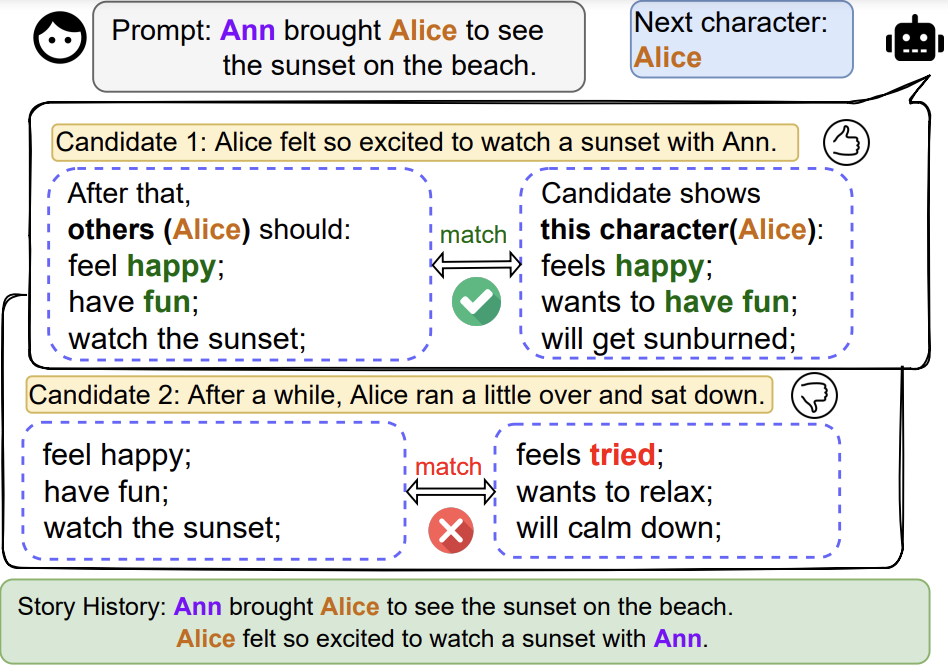 Prompt: Ann brought Alice to see
the sunset on the beach.
Next character:
Alice
Candidate 1: Alice felt so excited to watch a sunset with Ann.
After that,
others (Alice) should:
feel happy;
have fun;
watch the sunset;
match
Candidate shows
this character(Alice):
feels happy;
wants to have fun;
will get sunburned;
Candidate 2: After a while, Alice ran a little over and sat down.
feel happy;
have fun;
watch the sunset;
match
feels tried;
wants to relax;
will calm down;
Story History: Ann brought Alice to see the sunset on the beach.
Alice felt so excited to watch a sunset with Ann.